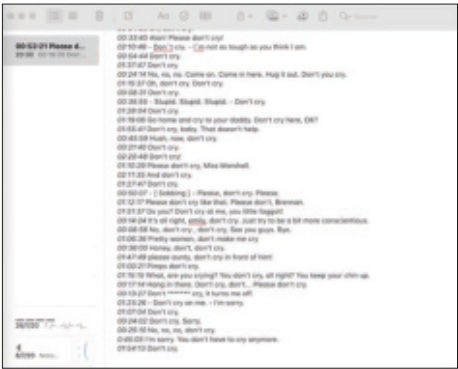 00:53:21 Please d...
00:33:40 Alan! Please don't cry!
02:10:46 - Don't cry. - I'm not as tough as you think I am.
00:54:44 Don't cry.
01:37:47 Don't cry.
00:24:14 No, no, no. Come on. Come in here. Hug it out. Don't you cry.
01:19:37 Oh, don't cry. Don't cry.
00:58:31 Don't cry.
00:36:55 - Stupid. Stupid. Stupid. - Don't cry.
01:28:04 Don't cry.
01:19:06 Go home and cry to your daddy. Don't cry here, OK?
01:55:41 Don't cry, baby. That doesn't help.
00:43:59 Hush, now, don't cry.
00:21:40 Don't cry.
02:20:48 Don't cry!
01:10:29 Please don't cry, Miss Marshall.
02:11:33 And don't cry.
01:27:47 Don't cry.
00:50:07 - [ Sobbing ] - Please, don't cry. Please.
01:12:17 Please don't cry like that. Please don't, Brennan.
01:31:37 Do you? Don't cry at me, you little faggot!
00:14:24 It's all right, emily, don't cry. Just try to be a bit more conscientious.
00:08:58 No, don't cry.. don't cry. See you guys. Bye.
01:06:36 Pretty woman, don't make me cry
00:36:00 Honey, don't, don't cry.
01:47:49 please aunty, don't cry in front of him!
01:00:21 Pimps don't cry.
01:10:10 What, are you crying? You don't cry, all right? You keep your chin up.
00:17:14 Hang in there. Don't cry, don't... Please don't cry.
00:13:27 Don't ******* cry, it turns me off.
01:23:26 - Don't cry on me. - I'm sorry.
01:07:04 Don't cry.
00:24:02 Don't cry. Sorry.
00:25:16 No, no, no, don't cry.
0:45:05 I'm sorry. You don't have to cry anymore.
01:54:13 Don't cry.